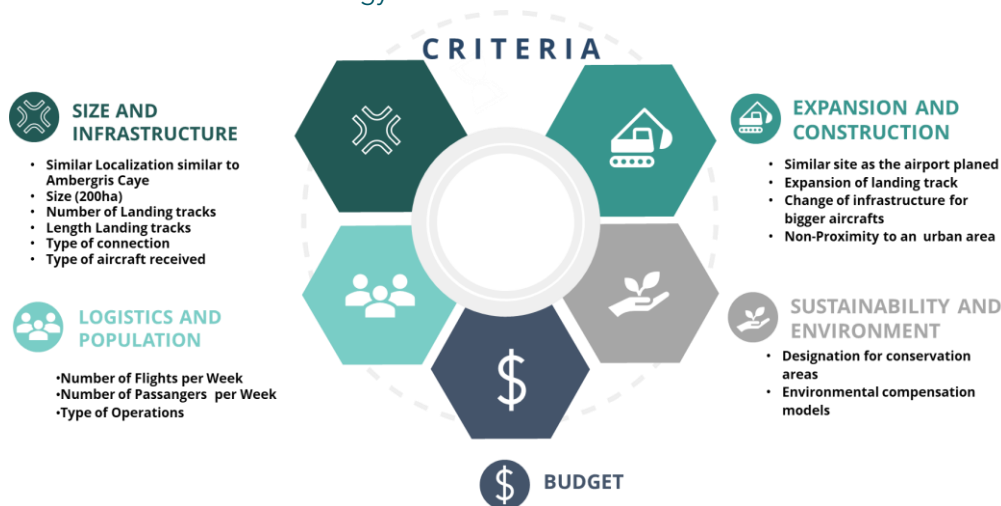 CRITERIA
SIZE AND
INFRASTRUCTURE
• Similar Localization similar to
Ambergris Caye
• Size (200ha)
• Number of Landing tracks
• Length Landing tracks
• Type of connection
• Type of aircraft received
LOGISTICS AND
POPULATION
•Number of Flights per Week
•Number of Passangers per Week
•Type of Operations
$
$ BUDGET
EXPANSION AND
CONSTRUCTION
• Similar site as the airport planed
• Expansion of landing track
• Change of infrastructure for
bigger aircrafts
• Non-Proximity to an urban area
SUSTAINABILITY AND
ENVIRONMENT
• Designation for conservation
areas
• Environmental compensation
models